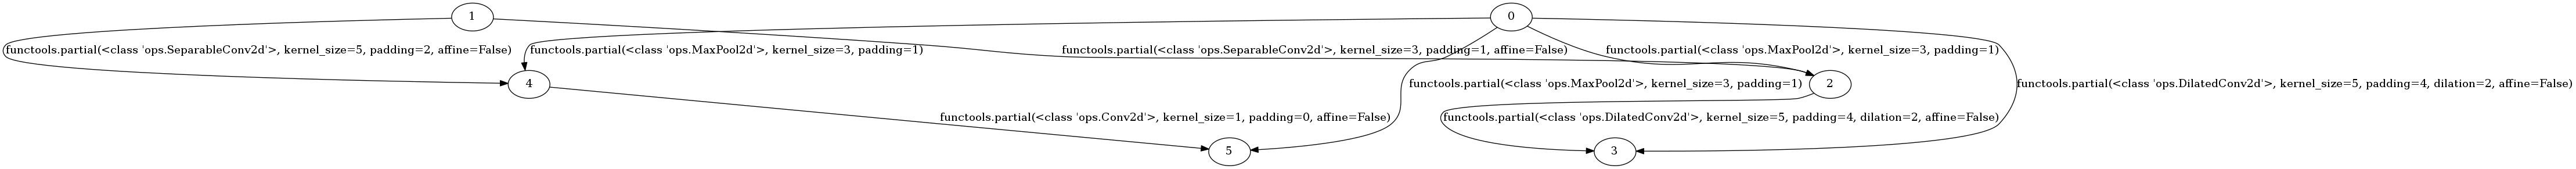 1
0
functools.partial(<class 'ops.SeparableConv2d'>, kernel_size=5, padding=2, affine=False)
functools.partial(<class 'ops.MaxPool2d'>, kernel_size=3, padding=1)
functools.partial(<class 'ops.SeparableConv2d'>, kernel_size=3, padding=1, affine=False)
functools.partial(<class 'ops.MaxPool2d'>, kernel_size=3, padding=1)
4
functools.partial(<class 'ops.MaxPool2d'>, kernel_size=3, padding=1)
2
functools.partial(<class 'ops.DilatedConv2d'>, kernel_size=5, padding=4, dilation=2, affine=False)
functools.partial(<class 'ops.Conv2d'>, kernel_size=1, padding=0, affine=False)
functools.partial(<class 'ops.DilatedConv2d'>, kernel_size=5, padding=4, dilation=2, affine=False)
5
3